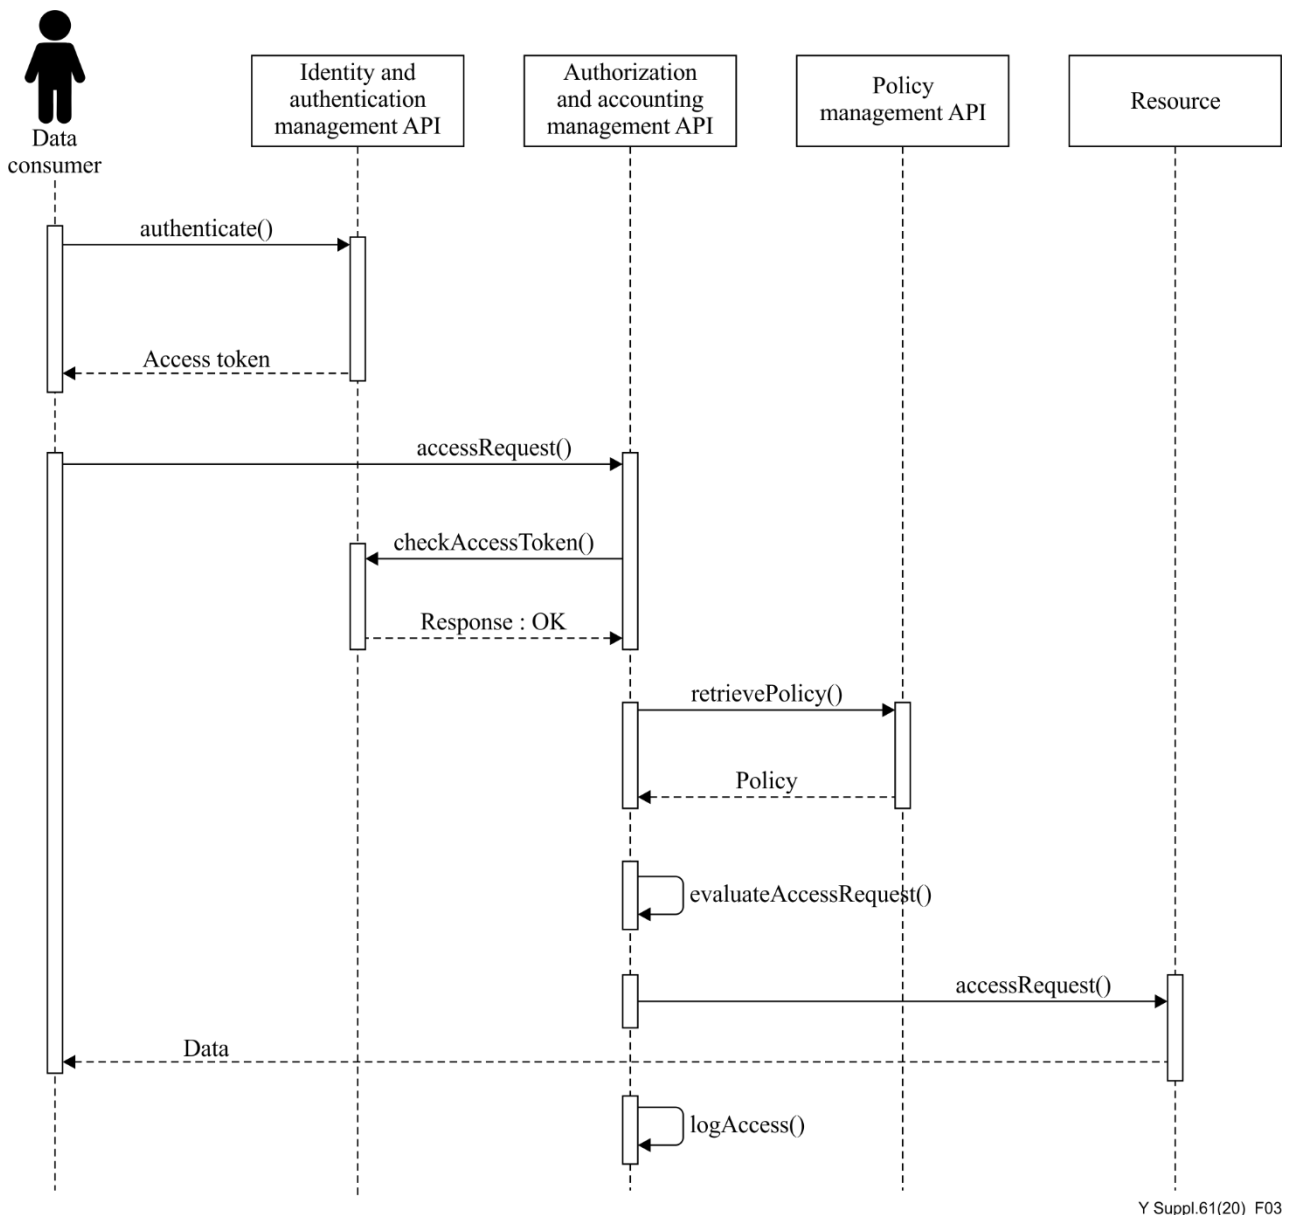 Data
consumer
Identity and
authentication
management API
Authorization
and accounting
management API
Policy
management API
Resource
authenticate()
Access token
accessRequest()
checkAccessToken()
Response : OK
retrievePolicy()
Policy
evaluateAccessRequest()
accessRequest()
Data
logAccess()
Y Suppl.61(20)_F03